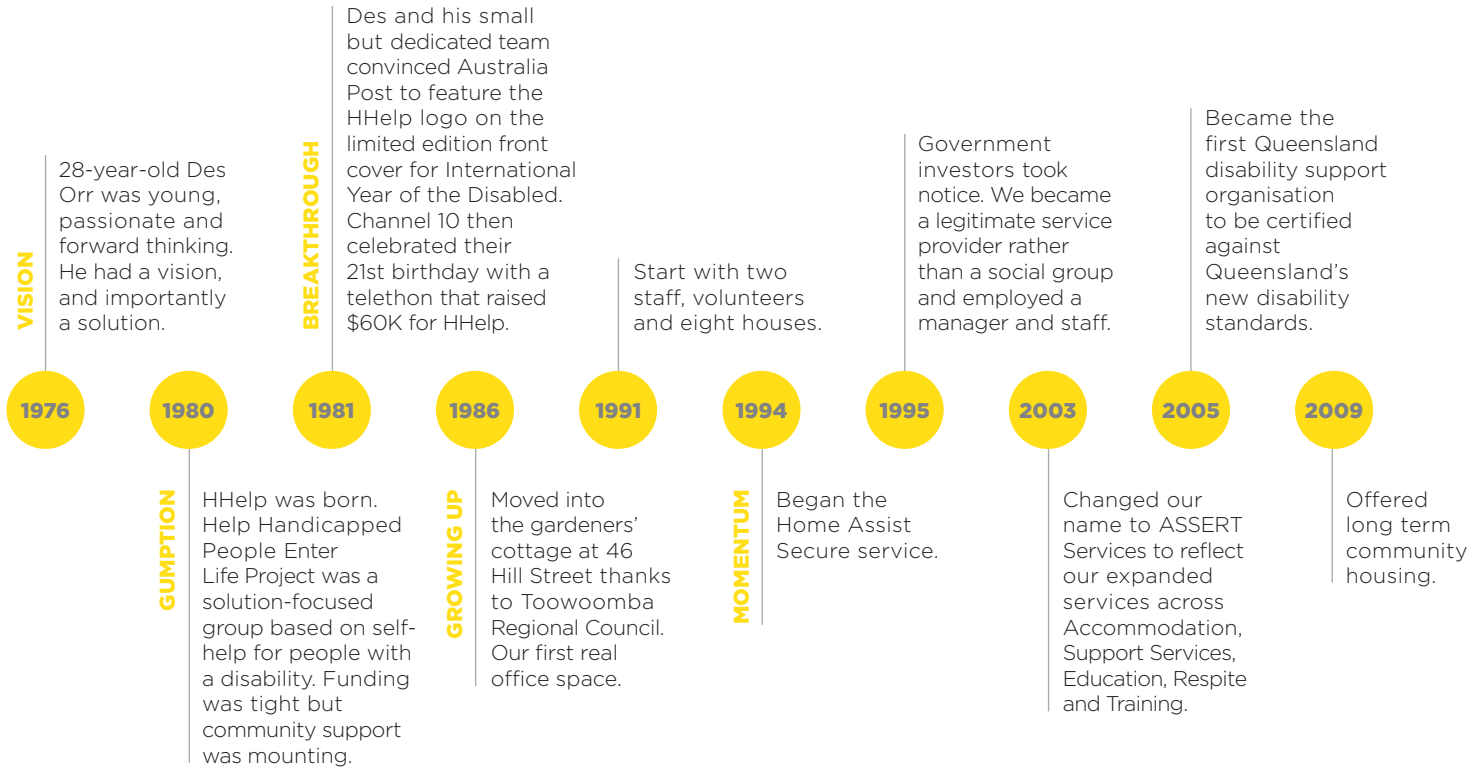 VISION
28-year-old Des
Orr was young,
passionate and
forward thinking.
He had a vision,
and importantly
a solution.
1976
1980
GUMPTION
HHelp was born.
Help Handicapped
People Enter
Life Project was a
solution-focused
group based on self-
help for people with
a disability. Funding
was tight but
community support
was mounting.
BREAKTHROUGH
Des and his small
but dedicated team
convinced Australia
Post to feature the
HHelp logo on the
limited edition front
cover for International
Year of the Disabled.
Channel 10 then
celebrated their
21st birthday with a
telethon that raised
$60K for HHelp.
1981
1986
GROWING UP
Moved into
the gardeners’
cottage at 46
Hill Street thanks
to Toowoomba
Regional Council.
Our first real
office space.
Start with two
staff, volunteers
and eight houses.
1991
1994
MOMENTUM
Began the
Home Assist
Secure service.
Government
investors took
notice. We became
a legitimate service
provider rather
than a social group
and employed a
manager and staff.
1995
2003
Changed our
name to ASSERT
Services to reflect
our expanded
services across
Accommodation,
Support Services,
Education, Respite
and Training.
Became the
first Queensland
disability support
organisation
to be certified
against
Queensland’s
new disability
standards.
2005
2009
Offered
long term
community
housing.